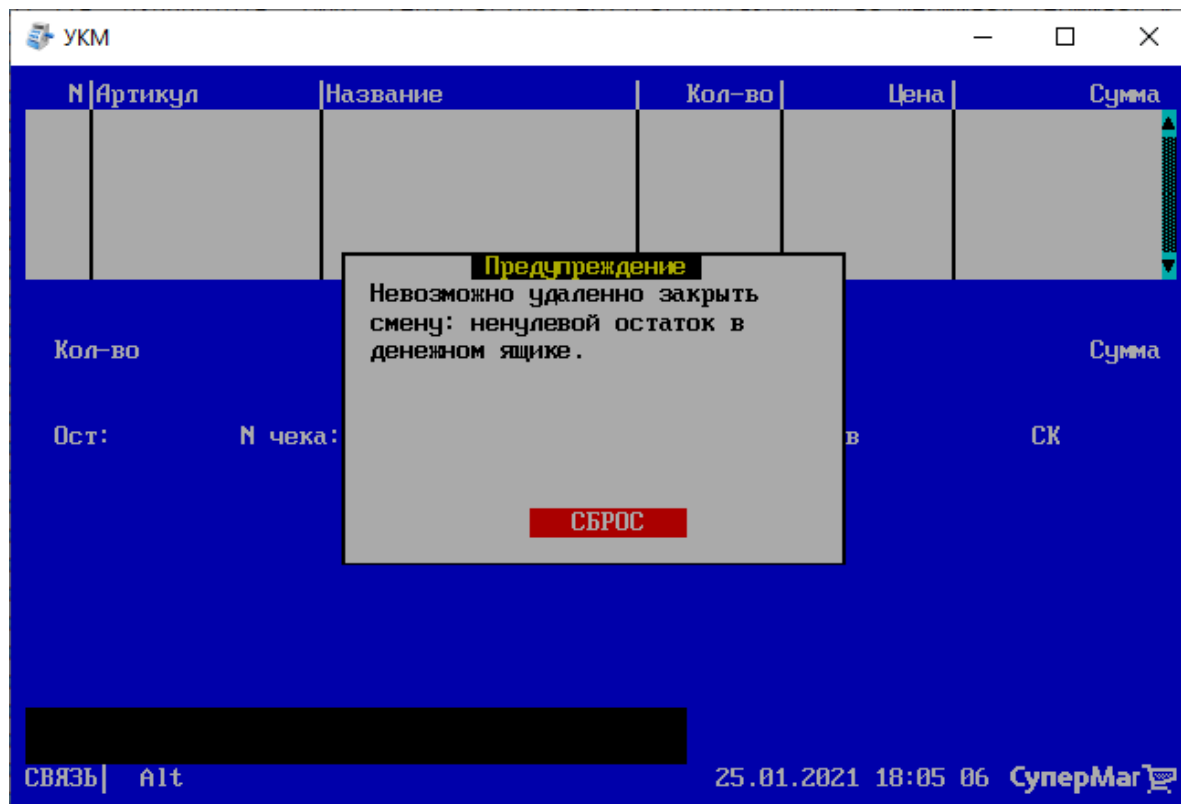 УКМ
N Артикул Название Кол-во Цена Сумма
Предупреждение
Невозможно удаленно закрыть
смену: ненулевой остаток в
денежном ящике.
Кол-во Сумма
Ост: N чека: в СК
СБРОС
СВЯЗЬ Alt 25.01.2021 18:05 06 СуперМаг